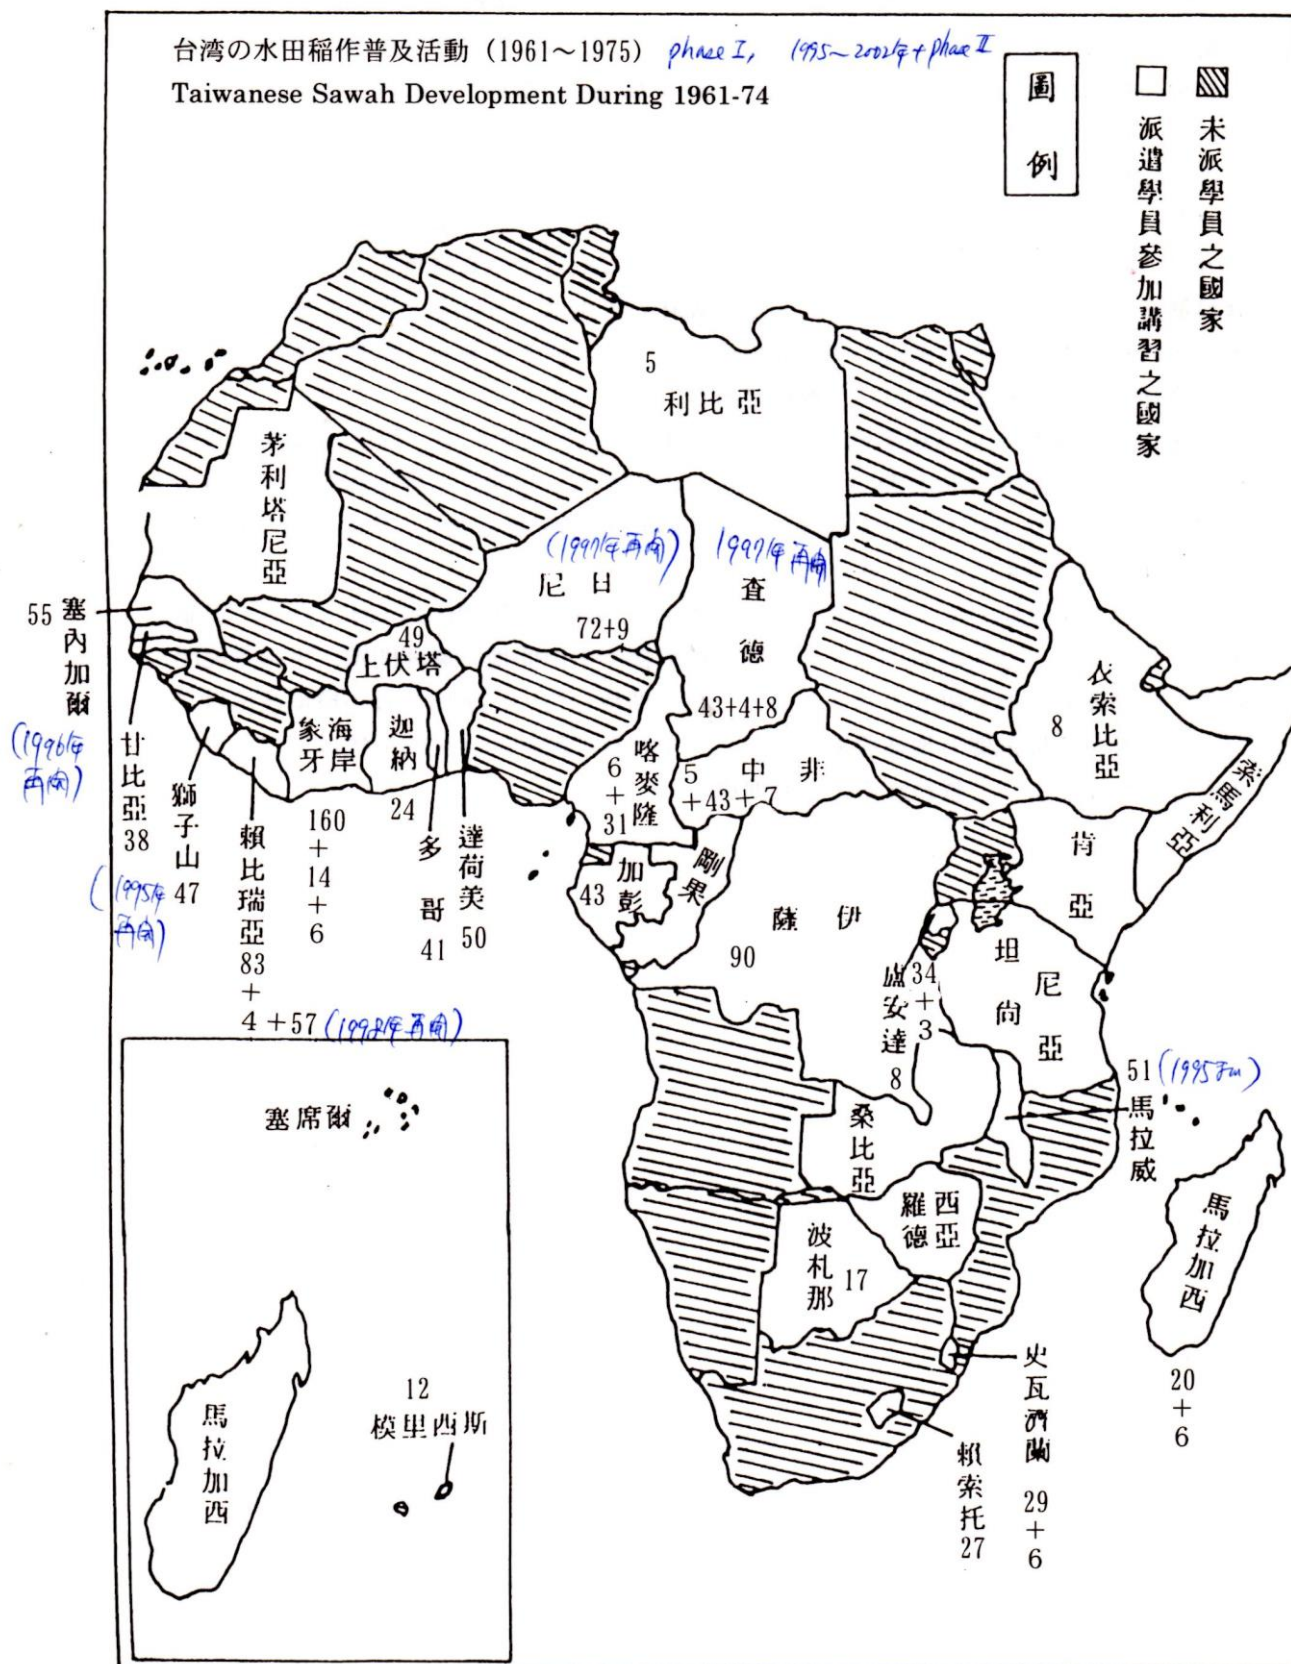 台湾の水田稲作普及活動 (1961～1975) phase I, 1995～2002年+phase II
Taiwanese Sawah Development During 1961-74
圖例
未派學員之國家
派遣學員參加講習之國家
5
利比亞
茅利塔尼亞
(1997年再開)
尼日
72+9
1997年再開
查德
43+4+8
55 塞內加爾
(1996年再開)
49
上伏塔
衣索比亞
8
索馬利亞
甘比亞
38
(1995年再開)
獅子山
47
賴比瑞亞
83
+
4 +57 (1998年再開)
象牙海岸
160
+
14
+
6
迦納
24
多哥
41
達荷美
50
喀麥隆
6
+
31
中非
5
+43+7
加彭
43
剛果
薩伊
90
肯亞
坦尚尼亞
34
+
3
盧安達
8
51 (1995
馬拉威
桑比亞
羅德西亞
波札那
17
馬拉加西
20
+
6
史瓦濟蘭
29
+
6
賴索托
27
塞席爾
馬拉加西
12
模里西斯